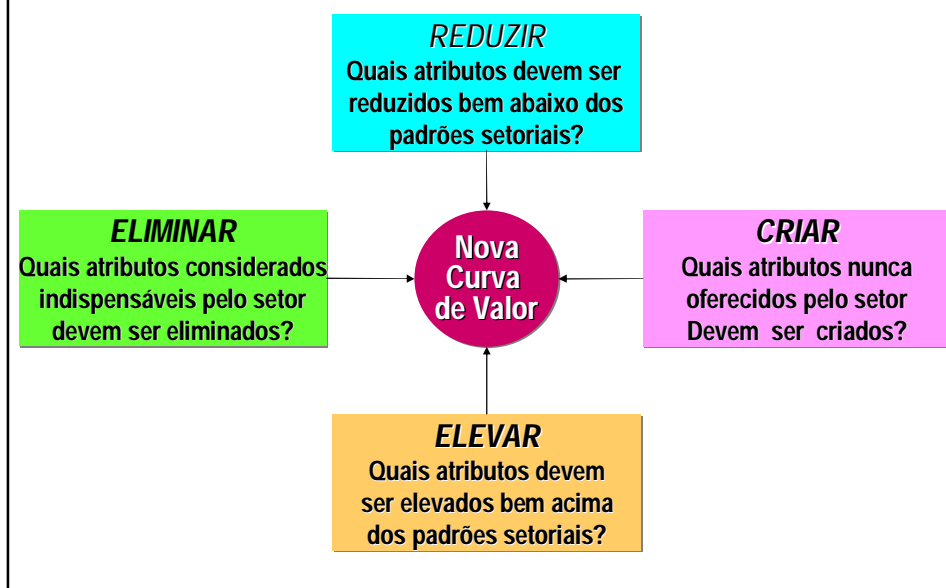 REDUZIR
Quais atributos devem ser
reduzidos bem abaixo dos
padrões setoriais?
ELIMINAR
Quais atributos considerados
indispensáveis pelo setor
devem ser eliminados?
Nova
Curva
de Valor
CRIAR
Quais atributos nunca
oferecidos pelo setor
Devem ser criados?
ELEVAR
Quais atributos devem
ser elevados bem acima
dos padrões setoriais?